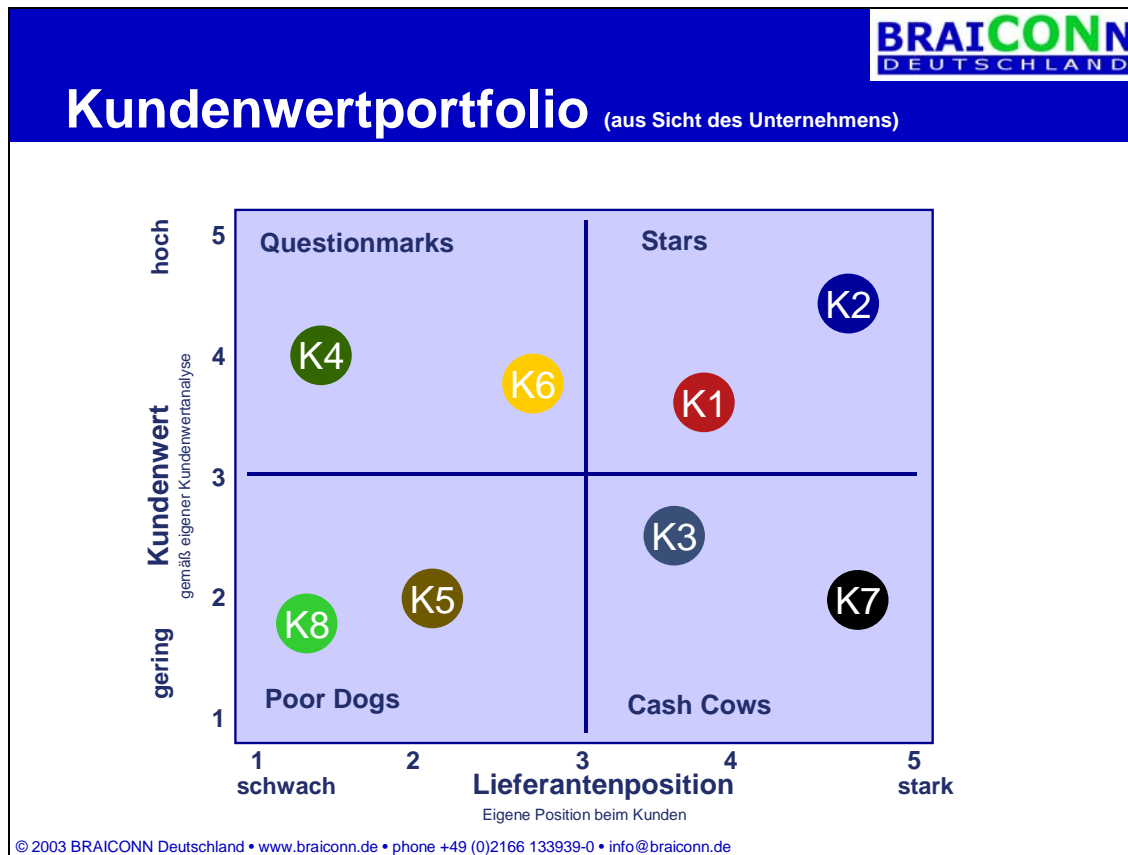 BRAICONN
DEUTSCHLAND
Kundenwertportfolio (aus Sicht des Unternehmens)
hoch
Kundenwert
gemäß eigener Kundenwertanalyse
gering
5
4
3
2
1
Questionmarks
Stars
K2
K4
K6
K1
K3
K5
K7
K8
Poor Dogs
Cash Cows
1 2 3 4 5
schwach Lieferantenposition stark
Eigene Position beim Kunden
© 2003 BRAICONN Deutschland • www.braiconn.de • phone +49 (0)2166 133939-0 • info@braiconn.de